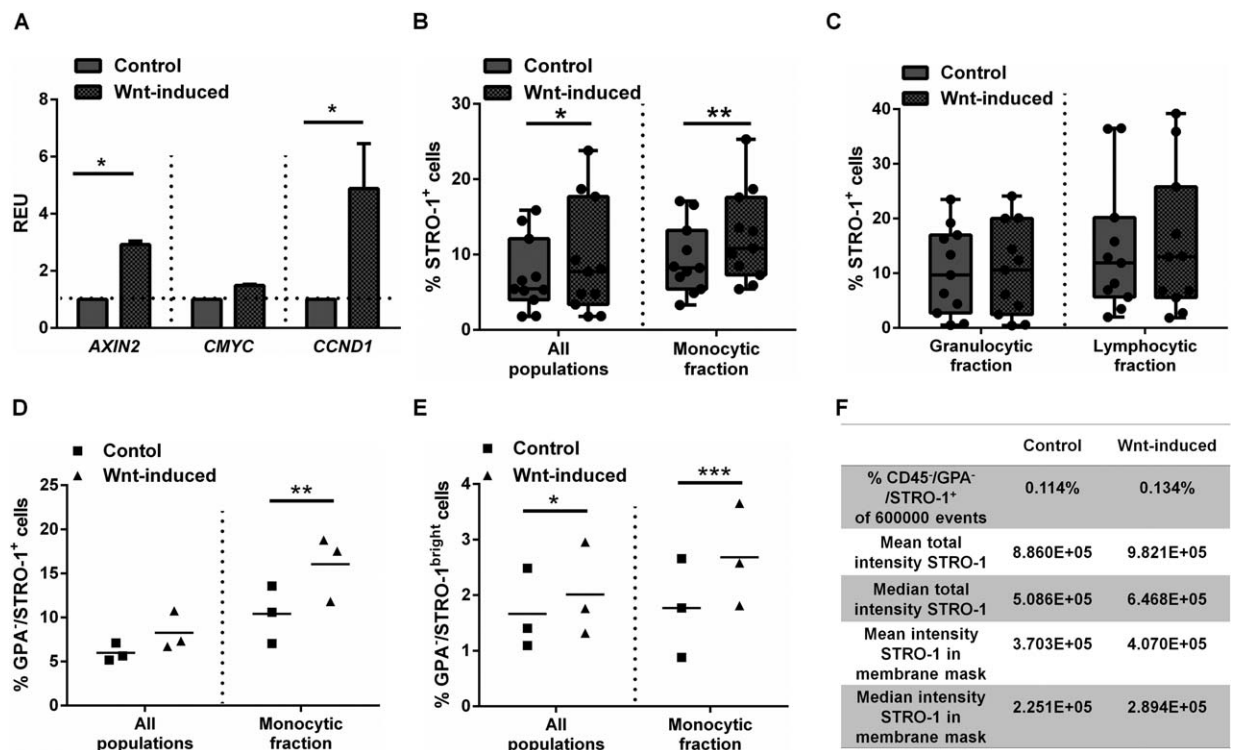 A
Control
Wnt-induced
REU
8
6
4
2
0
*
*
AXIN2
CMYC
CCND1
B
Control
Wnt-induced
% STRO-1+ cells
30
20
10
0
*
**
All
populations
Monocytic
fraction
C
Control
Wnt-induced
% STRO-1+ cells
40
30
20
10
0
Granulocytic
fraction
Lymphocytic
fraction
D
Contol
Wnt-induced
% GPA-/STRO-1+ cells
25
20
15
10
5
0
**
All
populations
Monocytic
fraction
E
Control
Wnt-induced
% GPA-/STRO-1bright cells
4
3
2
1
0
*
***
All
populations
Monocytic
fraction
F
Control Wnt-induced
% CD45-/GPA-
/STRO-1+
of 600000 events
0.114% 0.134%
Mean total
intensity STRO-1
8.860E+05 9.821E+05
Median total
intensity STRO-1
5.086E+05 6.468E+05
Mean intensity
STRO-1 in
membrane mask
3.703E+05 4.070E+05
Median intensity
STRO-1 in
membrane mask
2.251E+05 2.894E+05